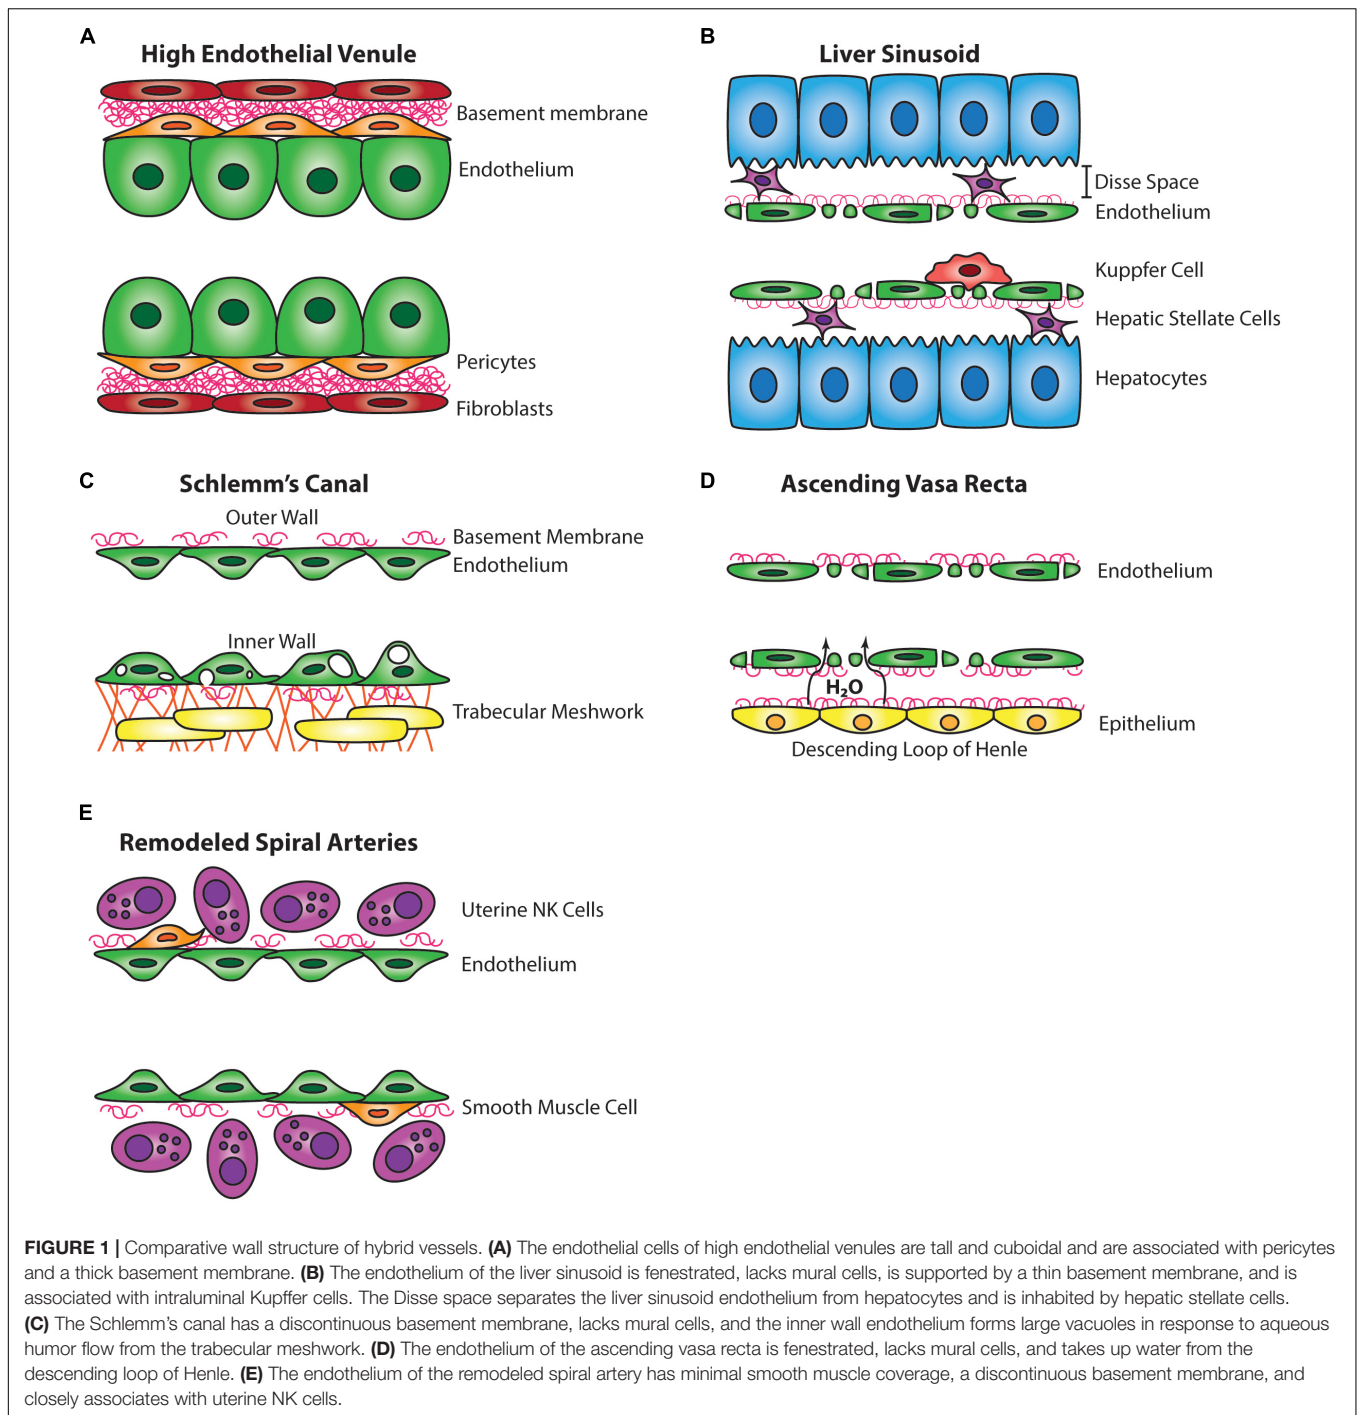 A
High Endothelial Venule
Basement membrane
Endothelium
Pericytes
Fibroblasts
B
Liver Sinusoid
Disse Space
Endothelium
Kuppfer Cell
Hepatic Stellate Cells
Hepatocytes
C
Schlemm's Canal
Outer Wall
Basement Membrane
Endothelium
Inner Wall
Trabecular Meshwork
D
Ascending Vasa Recta
Endothelium
H₂O
Epithelium
Descending Loop of Henle
E
Remodeled Spiral Arteries
Uterine NK Cells
Endothelium
Smooth Muscle Cell
FIGURE 1 | Comparative wall structure of hybrid vessels. (A) The endothelial cells of high endothelial venules are tall and cuboidal and are associated with pericytes
and a thick basement membrane. (B) The endothelium of the liver sinusoid is fenestrated, lacks mural cells, is supported by a thin basement membrane, and is
associated with intraluminal Kupffer cells. The Disse space separates the liver sinusoid endothelium from hepatocytes and is inhabited by hepatic stellate cells.
(C) The Schlemm's canal has a discontinuous basement membrane, lacks mural cells, and the inner wall endothelium forms large vacuoles in response to aqueous
humor flow from the trabecular meshwork. (D) The endothelium of the ascending vasa recta is fenestrated, lacks mural cells, and takes up water from the
descending loop of Henle. (E) The endothelium of the remodeled spiral artery has minimal smooth muscle coverage, a discontinuous basement membrane, and
closely associates with uterine NK cells.